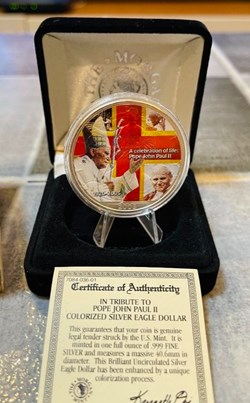 A celebration of life:
Pope John Paul II
Certificate of Authenticity
IN TRIBUTE TO
POPE JOHN PAUL II
COLORIZED SILVER EAGLE DOLLAR
This guarantees that your coin is genuine
legal tender struck by the U.S. Mint. It is
minted in one full ounce of .999 FINE
SILVER and measures a massive 40.6mm in
diameter. This Brilliant Uncirculated Silver
Eagle Dollar has been enhanced by a unique
colorization process.